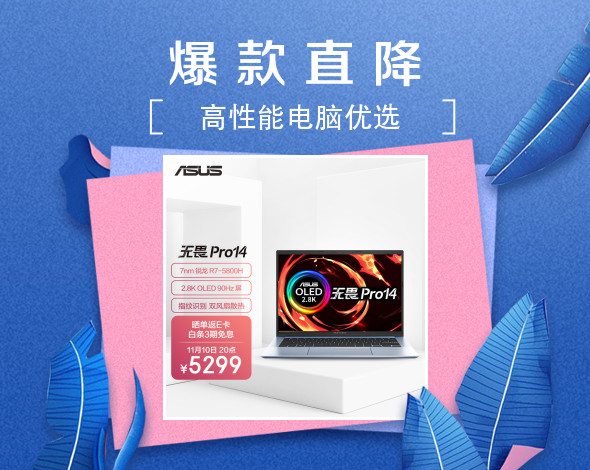 爆款直降
高性能电脑优选
ASUS
无畏 Pro14
7nm 锐龙 R7-5800H
2.8K OLED 90Hz 屏
指纹识别 双风扇散热
晒单返E卡
白条3期免息
11月10日 20点
¥5299
ASUS
OLED
2.8K
无畏 Pro14